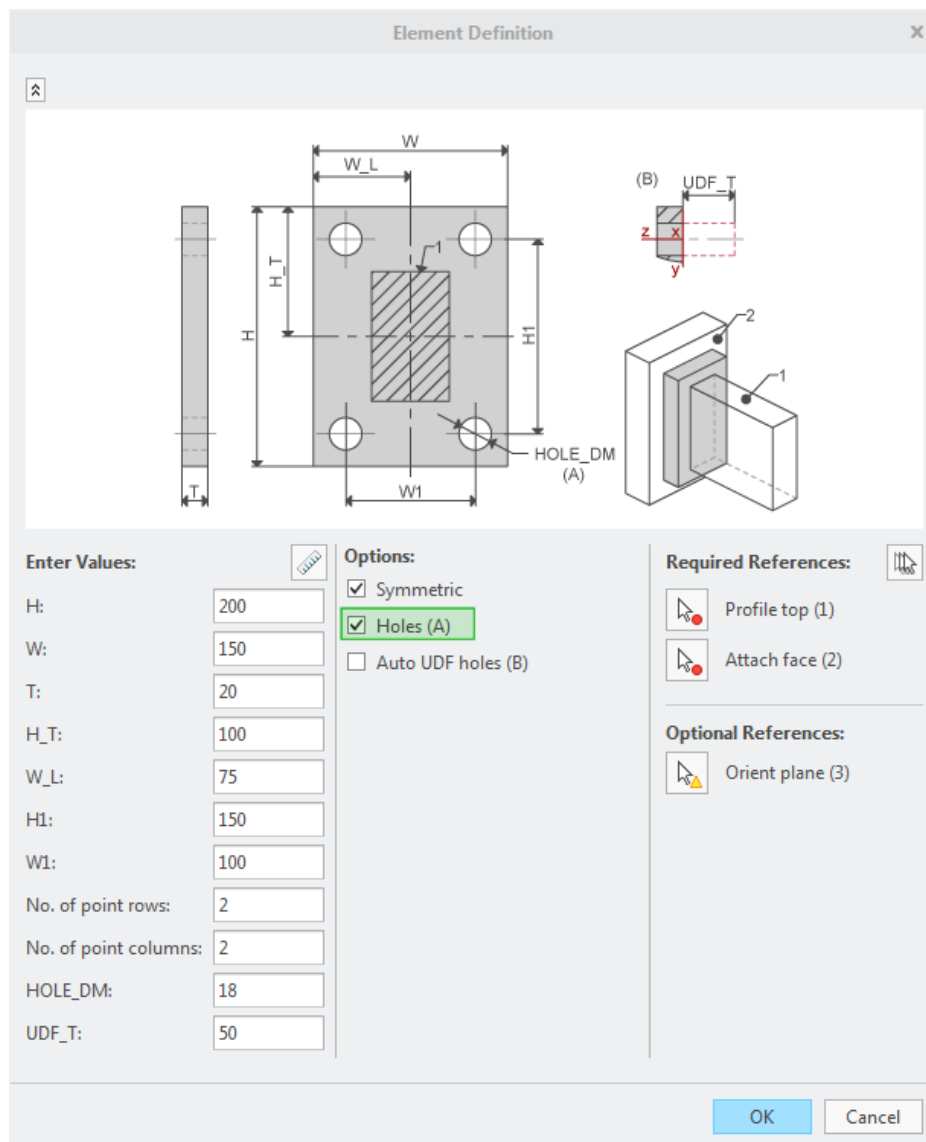 Element Definition
x
W
W_L
(B)
UDF_T
1
z
x
y
H_T
H
H1
2
1
HOLE_DM
(A)
T
W1
Enter Values:
H: 200
W: 150
T: 20
H_T: 100
W_L: 75
H1: 150
W1: 100
No. of point rows: 2
No. of point columns: 2
HOLE_DM: 18
UDF_T: 50
Options:
Symmetric
Holes (A)
Auto UDF holes (B)
Required References:
Profile top (1)
Attach face (2)
Optional References:
Orient plane (3)
OK
Cancel